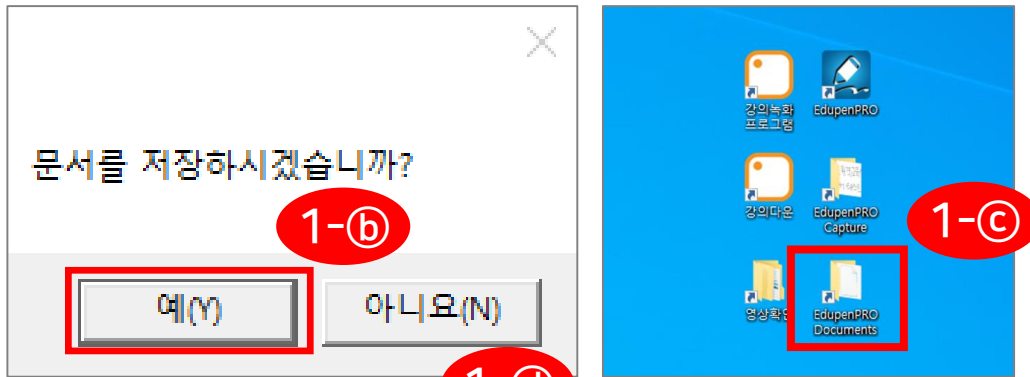 문서를 저장하시겠습니까?
1-ⓑ
예(Y)
아니요(N)
강의녹화
프로그램
EdupenPRO
강의다운
EdupenPRO
Capture
1-ⓒ
영상확인
EdupenPRO
Documents